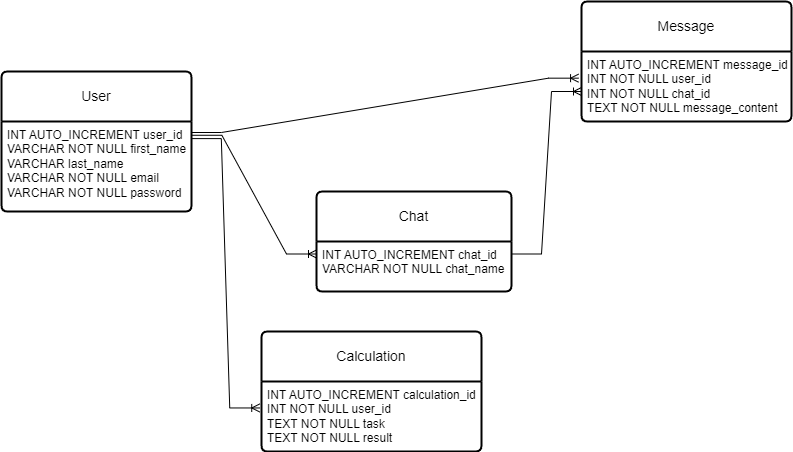 Message
INT AUTO_INCREMENT message_id
INT NOT NULL user_id
INT NOT NULL chat_id
TEXT NOT NULL message_content
User
INT AUTO_INCREMENT user_id
VARCHAR NOT NULL first_name
VARCHAR last_name
VARCHAR NOT NULL email
VARCHAR NOT NULL password
Chat
INT AUTO_INCREMENT chat_id
VARCHAR NOT NULL chat_name
Calculation
INT AUTO_INCREMENT calculation_id
INT NOT NULL user_id
TEXT NOT NULL task
TEXT NOT NULL result